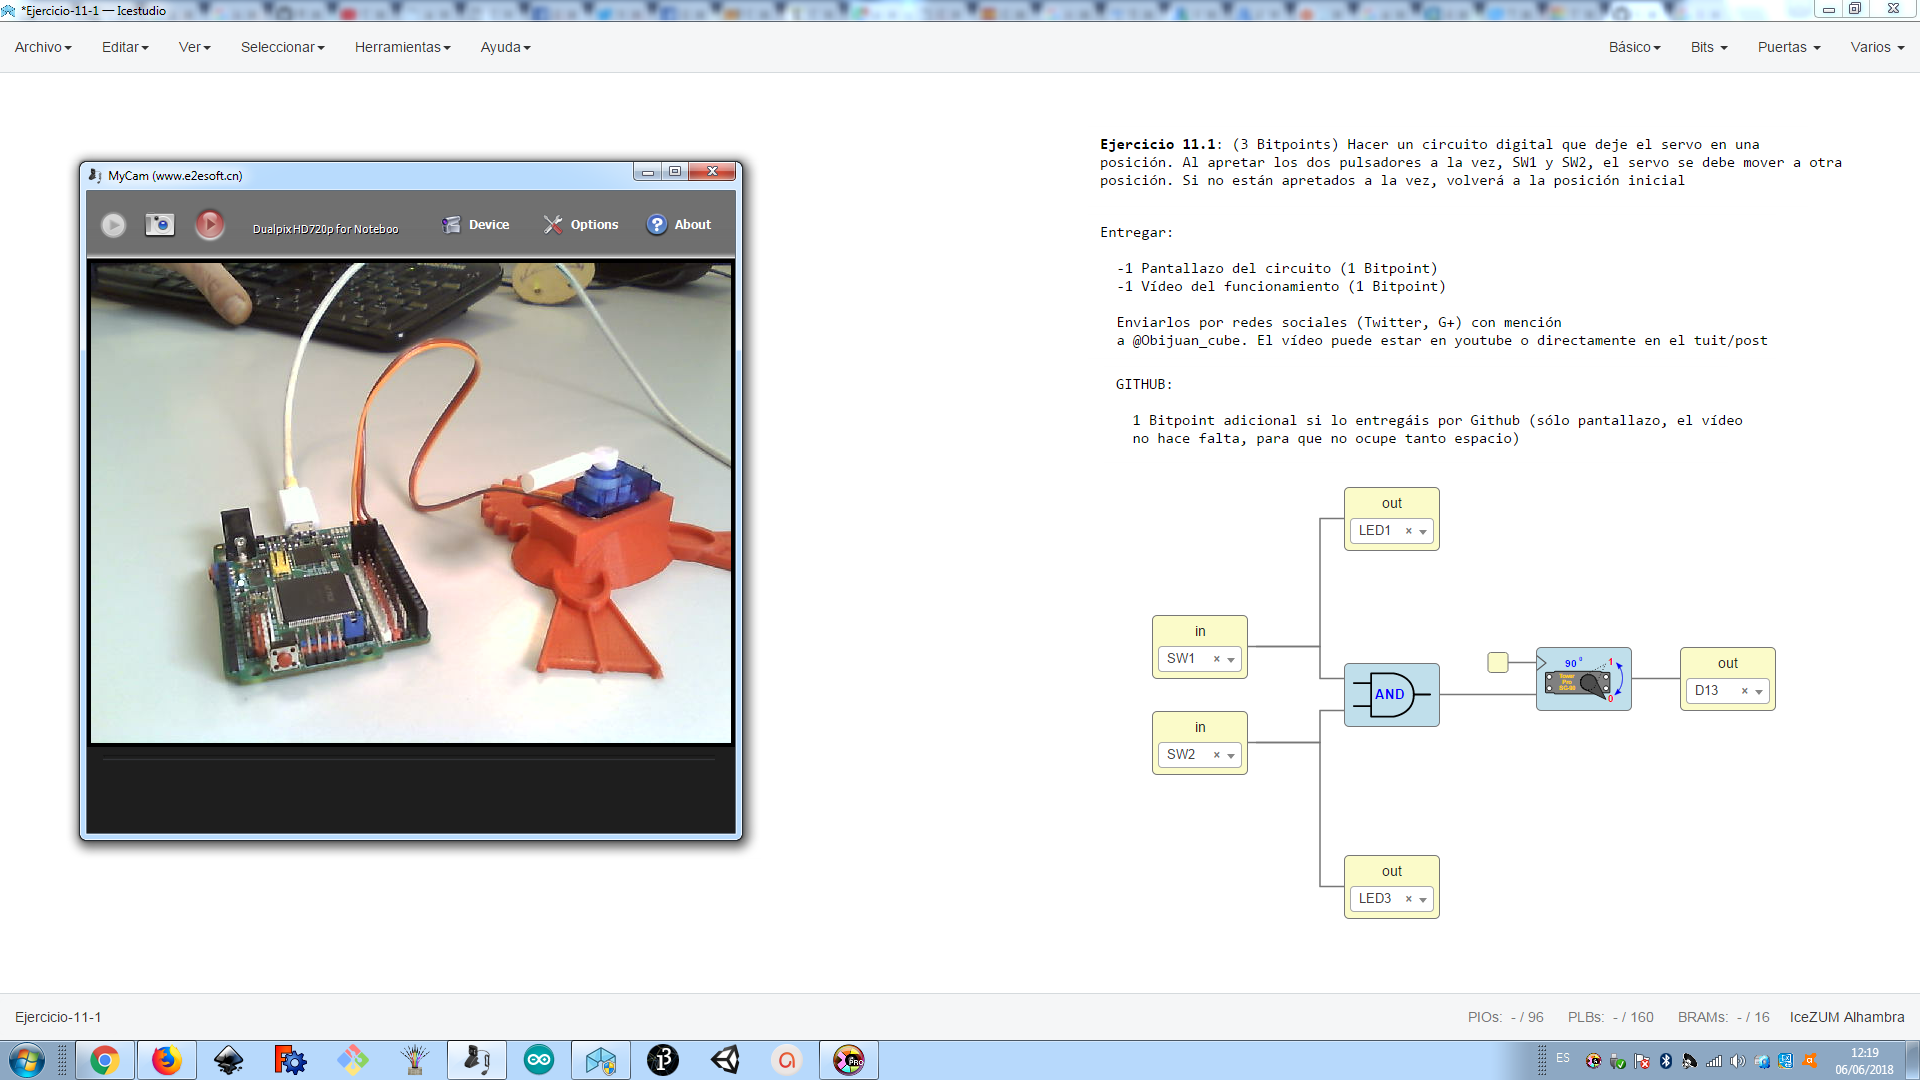 *Ejercicio-11-1 — Icestudio
Archivo Editar Ver Seleccionar Herramientas Ayuda Básico Bits Puertas Varios
MyCam (www.e2esoft.cn)
Dualpix HD720p for Noteboo Device Options About
Ejercicio 11.1: (3 Bitpoints) Hacer un circuito digital que deje el servo en una
posición. Al apretar los dos pulsadores a la vez, SW1 y SW2, el servo se debe mover a otra
posición. Si no están apretados a la vez, volverá a la posición inicial
Entregar:
-1 Pantallazo del circuito (1 Bitpoint)
-1 Vídeo del funcionamiento (1 Bitpoint)
Enviarlos por redes sociales (Twitter, G+) con mención
a @Obijuan_cube. El vídeo puede estar en youtube o directamente en el tuit/post
GITHUB:
1 Bitpoint adicional si lo entregáis por Github (sólo pantallazo, el vídeo
no hace falta, para que no ocupe tanto espacio)
out
LED1
in
SW1
AND
in
SW2
90º
1
Tower
Pro
SG-90
0
out
D13
out
LED3
Ejercicio-11-1 PIOs: - / 96 PLBs: - / 160 BRAMs: - / 16 IceZUM Alhambra
ES
12:19
06/06/2018